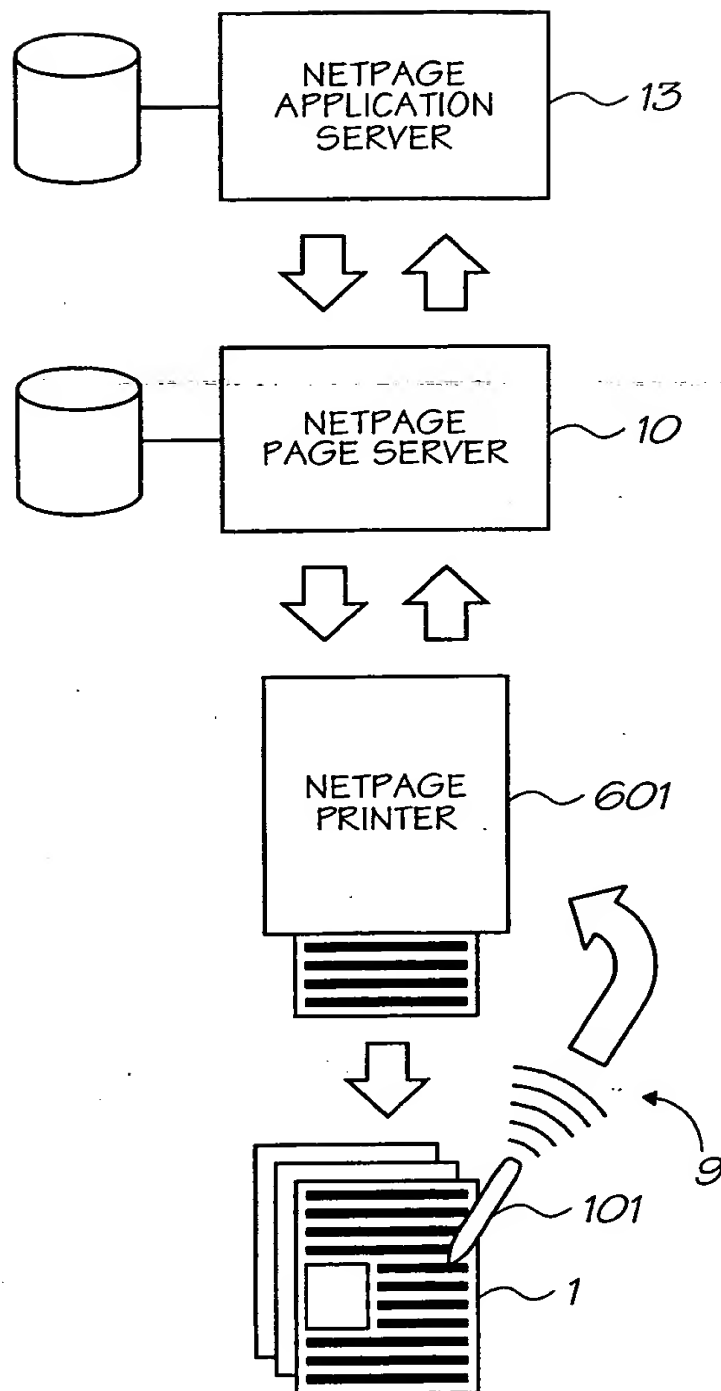 NETPAGE
APPLICATION
SERVER
13
NETPAGE
PAGE SERVER
10
NETPAGE
PRINTER
601
9
101
1